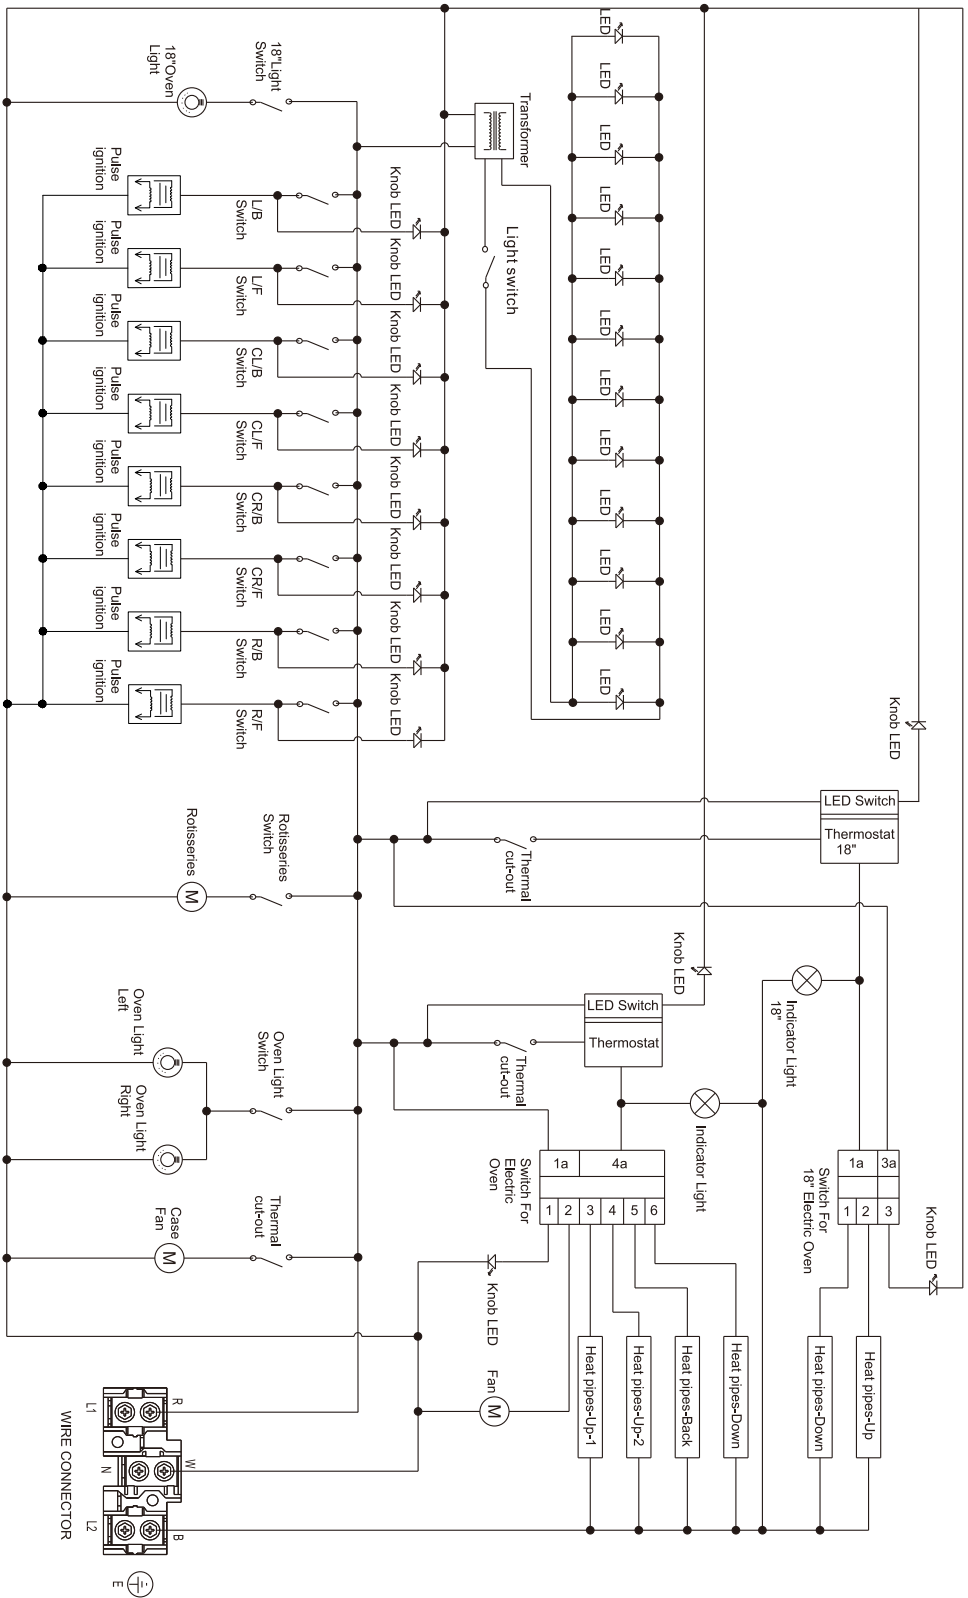 LED
LED
LED
LED
LED
LED
LED
LED
LED
LED
LED
LED
18"Oven
Light
18"Light
Switch
Transformer
Light switch
Pulse
ignition
L/B
Switch
Knob LED
Pulse
ignition
L/F
Switch
Knob LED
Pulse
ignition
CL/B
Switch
Knob LED
Pulse
ignition
CL/F
Switch
Knob LED
Pulse
ignition
CR/B
Switch
Knob LED
Pulse
ignition
CR/F
Switch
Knob LED
Pulse
ignition
R/B
Switch
Knob LED
Pulse
ignition
R/F
Switch
Knob LED
Knob LED
LED Switch
Thermostat
18"
Thermal
cut-out
Rotisseries
Switch
Rotisseries
M
Knob LED
LED Switch
Thermostat
Thermal
cut-out
Indicator Light
18"
Indicator Light
Oven Light
Left
Oven Light
Switch
Oven Light
Right
Switch For
Electric
Oven
1a
4a
1
2
3
4
5
6
Switch For
18" Electric Oven
1a
3a
1
2
3
Knob LED
Case
Fan
M
Thermal
cut-out
Knob LED
Fan
M
Heat pipes-Up-1
Heat pipes-Up-2
Heat pipes-Back
Heat pipes-Down
Heat pipes-Down
Heat pipes-Up
WIRE CONNECTOR
L1
R
N
W
L2
B
E